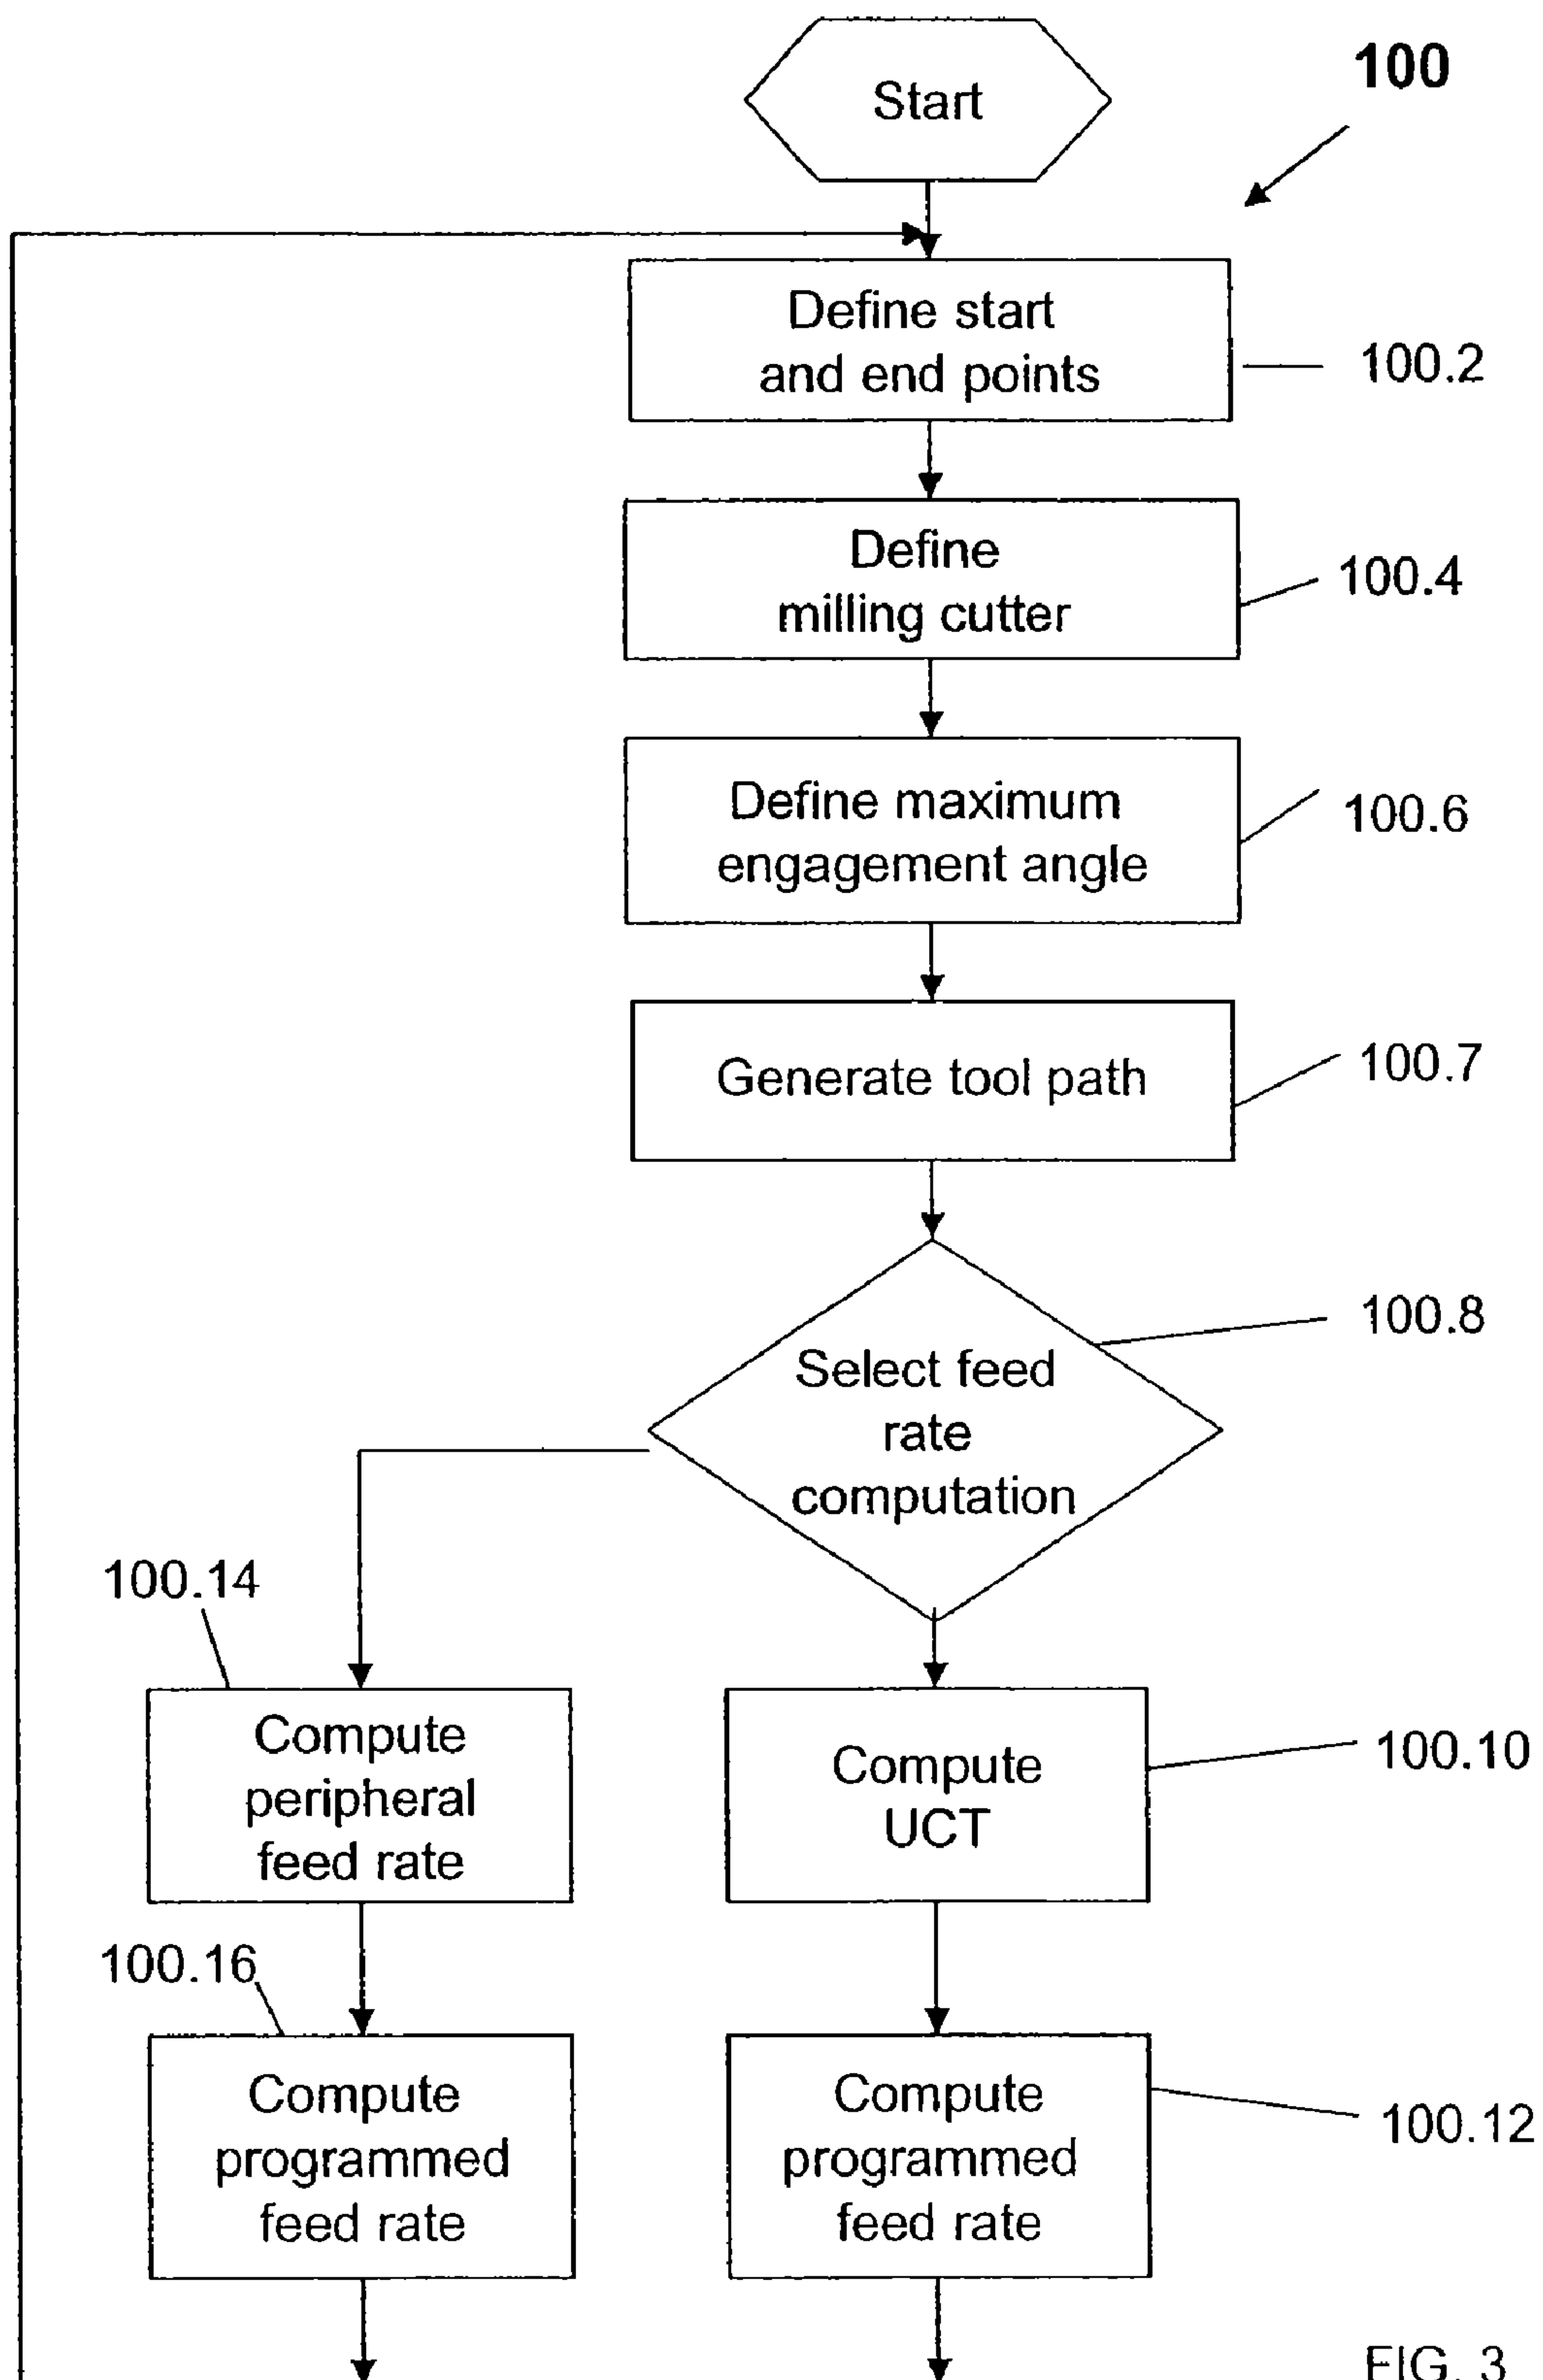 Start
100
Define start
and end points
100.2
Define
milling cutter
100.4
Define maximum
engagement angle
100.6
Generate tool path
100.7
Select feed
rate
computation
100.8
100.14
Compute
peripheral
feed rate
Compute
UCT
100.10
100.16
Compute
programmed
feed rate
Compute
programmed
feed rate
100.12
FIG. 3